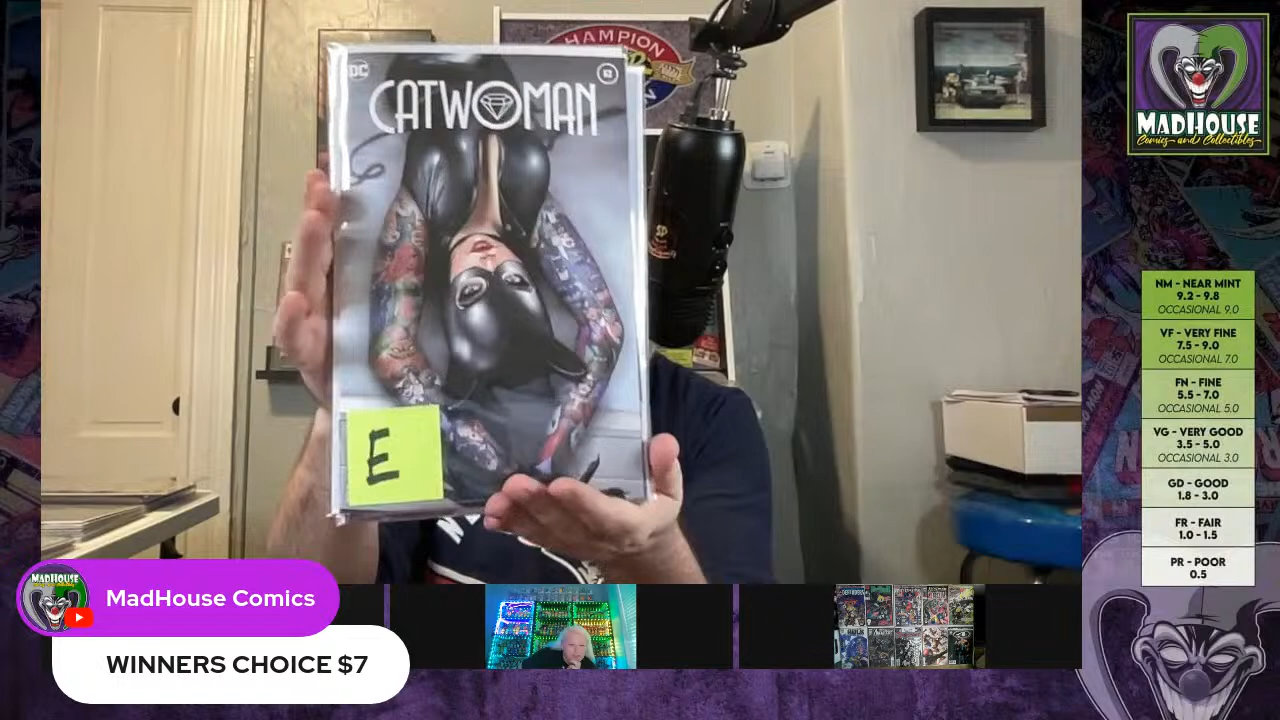 HAMPION
DC
62
CATWOMAN
E
MADHOUSE
Comics and Collectibles
NM - NEAR MINT
9.2 - 9.8
OCCASIONAL 9.0
VF - VERY FINE
7.5 - 9.0
OCCASIONAL 7.0
FN - FINE
5.5 - 7.0
OCCASIONAL 5.0
VG - VERY GOOD
3.5 - 5.0
OCCASIONAL 3.0
GD - GOOD
1.8 - 3.0
FR - FAIR
1.0 - 1.5
PR - POOR
0.5
MADHOUSE
MadHouse Comics
WINNERS CHOICE $7